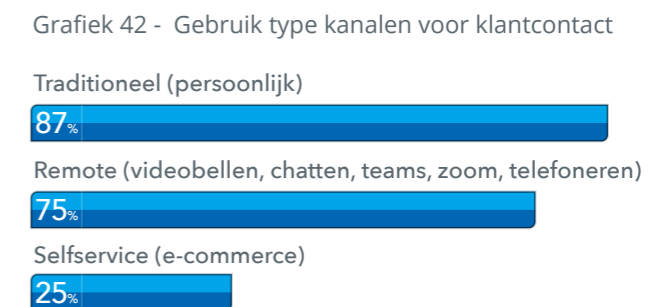 Grafiek 42 - Gebruik type kanalen voor klantcontact
Traditioneel (persoonlijk)
87%
Remote (videobellen, chatten, teams, zoom, telefoneren)
75%
Selfservice (e-commerce)
25%